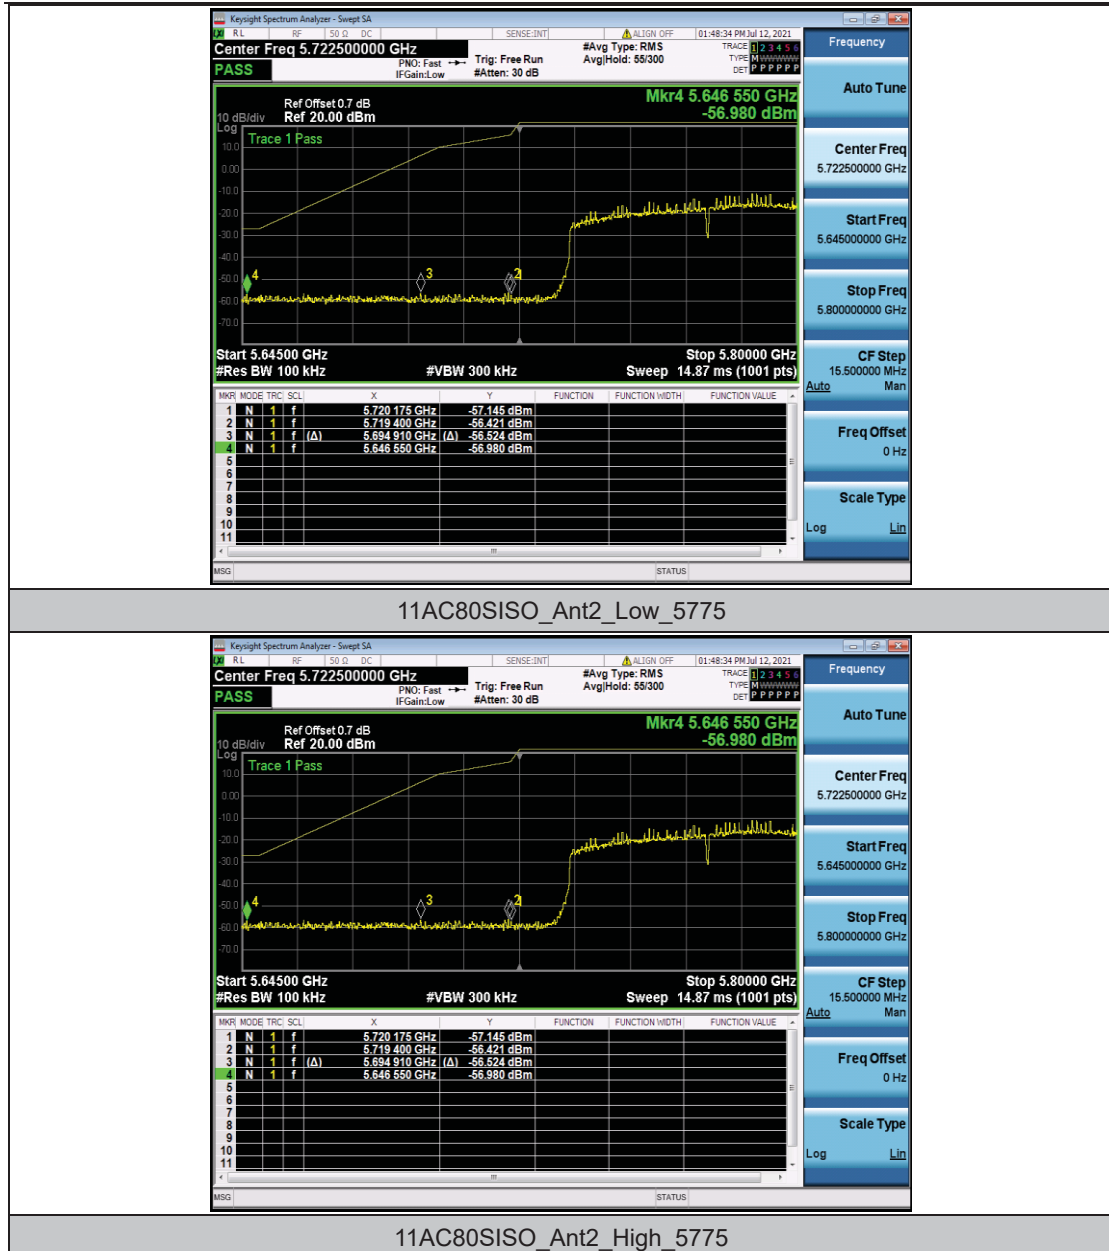 Keysight Spectrum Analyzer - Swept SA
LXI RL RF 50 Ω DC SENSE:INT ALIGN OFF 01:48:34 PM Jul 12, 2021
Center Freq 5.722500000 GHz #Avg Type: RMS TRACE 1 2 3 4 5 6
PASS PNO: Fast Trig: Free Run Avg|Hold: 55/300 TYPE M WWWWW
IFGain:Low #Atten: 30 dB DET P P P P P P
Mkr4 5.646 550 GHz
-56.980 dBm
Ref Offset 0.7 dB
10 dB/div Ref 20.00 dBm
Log
Trace 1 Pass
10.0
0.00
-10.0
-20.0
-30.0
-40.0
-50.0
-60.0
-70.0
4 3 2
Start 5.64500 GHz Stop 5.80000 GHz
#Res BW 100 kHz #VBW 300 kHz Sweep 14.87 ms (1001 pts)
MKR MODE TRC SCL X Y FUNCTION FUNCTION WIDTH FUNCTION VALUE
1 N 1 f 5.720 175 GHz -57.145 dBm
2 N 1 f 5.719 400 GHz -56.421 dBm
3 N 1 f (Δ) 5.694 910 GHz (Δ) -56.524 dBm
4 N 1 f 5.646 550 GHz -56.980 dBm
5
6
7
8
9
10
11
MSG STATUS
Frequency
Auto Tune
Center Freq
5.722500000 GHz
Start Freq
5.645000000 GHz
Stop Freq
5.800000000 GHz
CF Step
15.500000 MHz
Auto Man
Freq Offset
0 Hz
Scale Type
Log Lin
11AC80SISO_Ant2_Low_5775
Keysight Spectrum Analyzer - Swept SA
LXI RL RF 50 Ω DC SENSE:INT ALIGN OFF 01:48:34 PM Jul 12, 2021
Center Freq 5.722500000 GHz #Avg Type: RMS TRACE 1 2 3 4 5 6
PASS PNO: Fast Trig: Free Run Avg|Hold: 55/300 TYPE M WWWWW
IFGain:Low #Atten: 30 dB DET P P P P P P
Mkr4 5.646 550 GHz
-56.980 dBm
Ref Offset 0.7 dB
10 dB/div Ref 20.00 dBm
Log
Trace 1 Pass
10.0
0.00
-10.0
-20.0
-30.0
-40.0
-50.0
-60.0
-70.0
4 3 2
Start 5.64500 GHz Stop 5.80000 GHz
#Res BW 100 kHz #VBW 300 kHz Sweep 14.87 ms (1001 pts)
MKR MODE TRC SCL X Y FUNCTION FUNCTION WIDTH FUNCTION VALUE
1 N 1 f 5.720 175 GHz -57.145 dBm
2 N 1 f 5.719 400 GHz -56.421 dBm
3 N 1 f (Δ) 5.694 910 GHz (Δ) -56.524 dBm
4 N 1 f 5.646 550 GHz -56.980 dBm
5
6
7
8
9
10
11
MSG STATUS
Frequency
Auto Tune
Center Freq
5.722500000 GHz
Start Freq
5.645000000 GHz
Stop Freq
5.800000000 GHz
CF Step
15.500000 MHz
Auto Man
Freq Offset
0 Hz
Scale Type
Log Lin
11AC80SISO_Ant2_High_5775